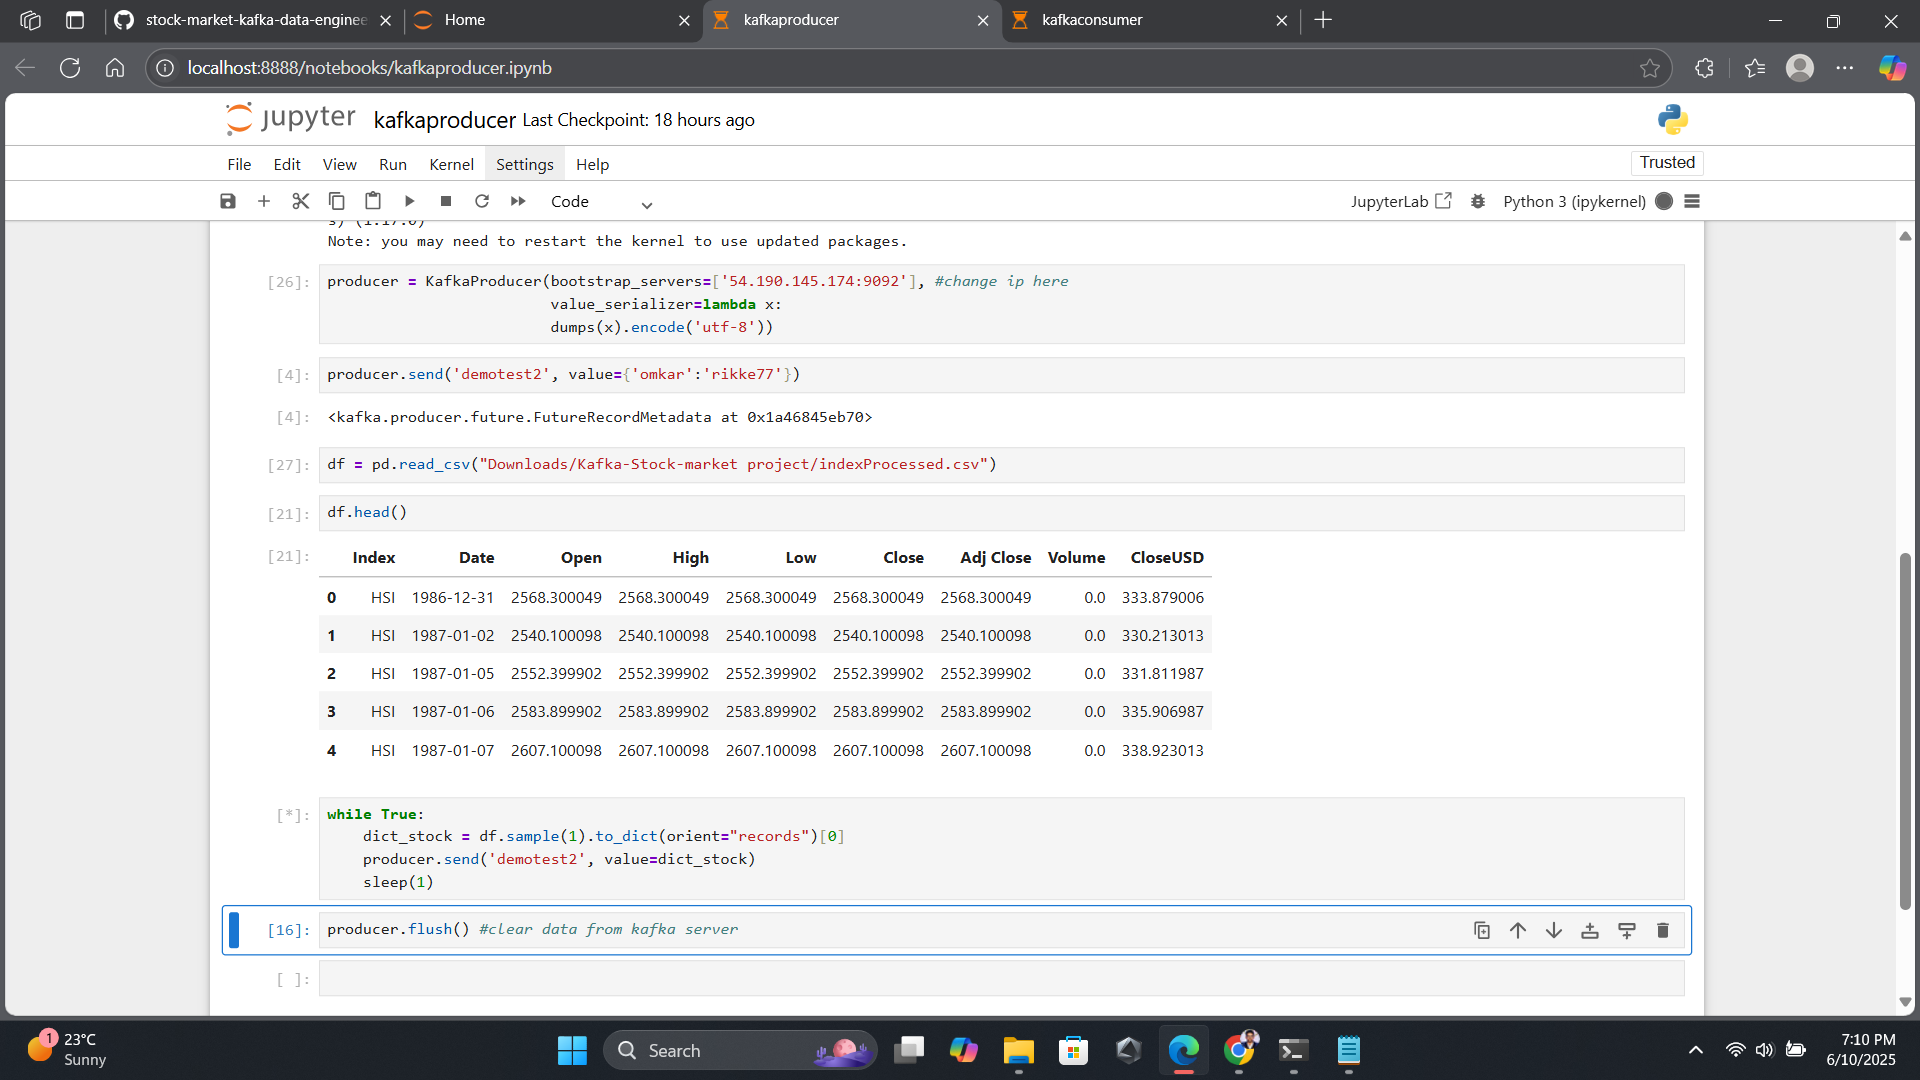 stock-market-kafka-data-enginee
Home
kafkaproducer
kafkaconsumer
localhost:8888/notebooks/kafkaproducer.ipynb
jupyter kafkaproducer Last Checkpoint: 18 hours ago
File Edit View Run Kernel Settings Help
Trusted
Code
JupyterLab
Python 3 (ipykernel)
s) (1.17.0)
Note: you may need to restart the kernel to use updated packages.
[26]: producer = KafkaProducer(bootstrap_servers=['54.190.145.174:9092'], #change ip here
value_serializer=lambda x:
dumps(x).encode('utf-8'))
[4]: producer.send('demotest2', value={'omkar':'rikke77'})
[4]: <kafka.producer.future.FutureRecordMetadata at 0x1a46845eb70>
[27]: df = pd.read_csv("Downloads/Kafka-Stock-market project/indexProcessed.csv")
[21]: df.head()
[21]: Index Date Open High Low Close Adj Close Volume CloseUSD
0 HSI 1986-12-31 2568.300049 2568.300049 2568.300049 2568.300049 2568.300049 0.0 333.879006
1 HSI 1987-01-02 2540.100098 2540.100098 2540.100098 2540.100098 2540.100098 0.0 330.213013
2 HSI 1987-01-05 2552.399902 2552.399902 2552.399902 2552.399902 2552.399902 0.0 331.811987
3 HSI 1987-01-06 2583.899902 2583.899902 2583.899902 2583.899902 2583.899902 0.0 335.906987
4 HSI 1987-01-07 2607.100098 2607.100098 2607.100098 2607.100098 2607.100098 0.0 338.923013
[*]: while True:
dict_stock = df.sample(1).to_dict(orient="records")[0]
producer.send('demotest2', value=dict_stock)
sleep(1)
[16]: producer.flush() #clear data from kafka server
[ ]:
1
23°C
Sunny
Search
7:10 PM
6/10/2025